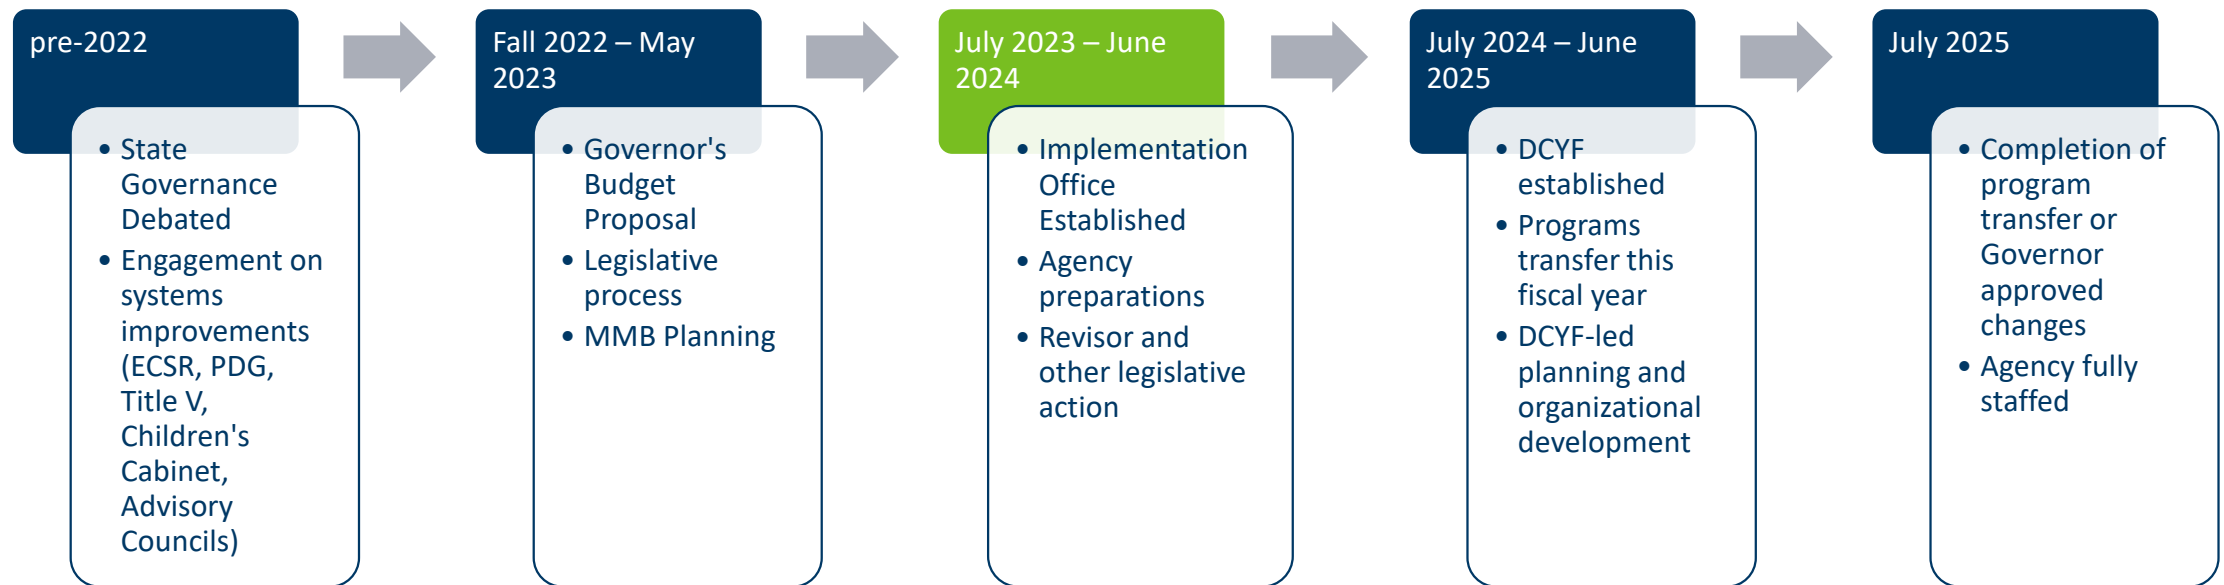 pre-2022
• State
Governance
Debated
• Engagement on
systems
improvements
(ECSR, PDG,
Title V,
Children's
Cabinet,
Advisory
Councils)
Fall 2022 – May
2023
• Governor's
Budget
Proposal
• Legislative
process
• MMB Planning
July 2023 – June
2024
• Implementation
Office
Established
• Agency
preparations
• Revisor and
other legislative
action
July 2024 – June
2025
• DCYF
established
• Programs
transfer this
fiscal year
• DCYF-led
planning and
organizational
development
July 2025
• Completion of
program
transfer or
Governor
approved
changes
• Agency fully
staffed